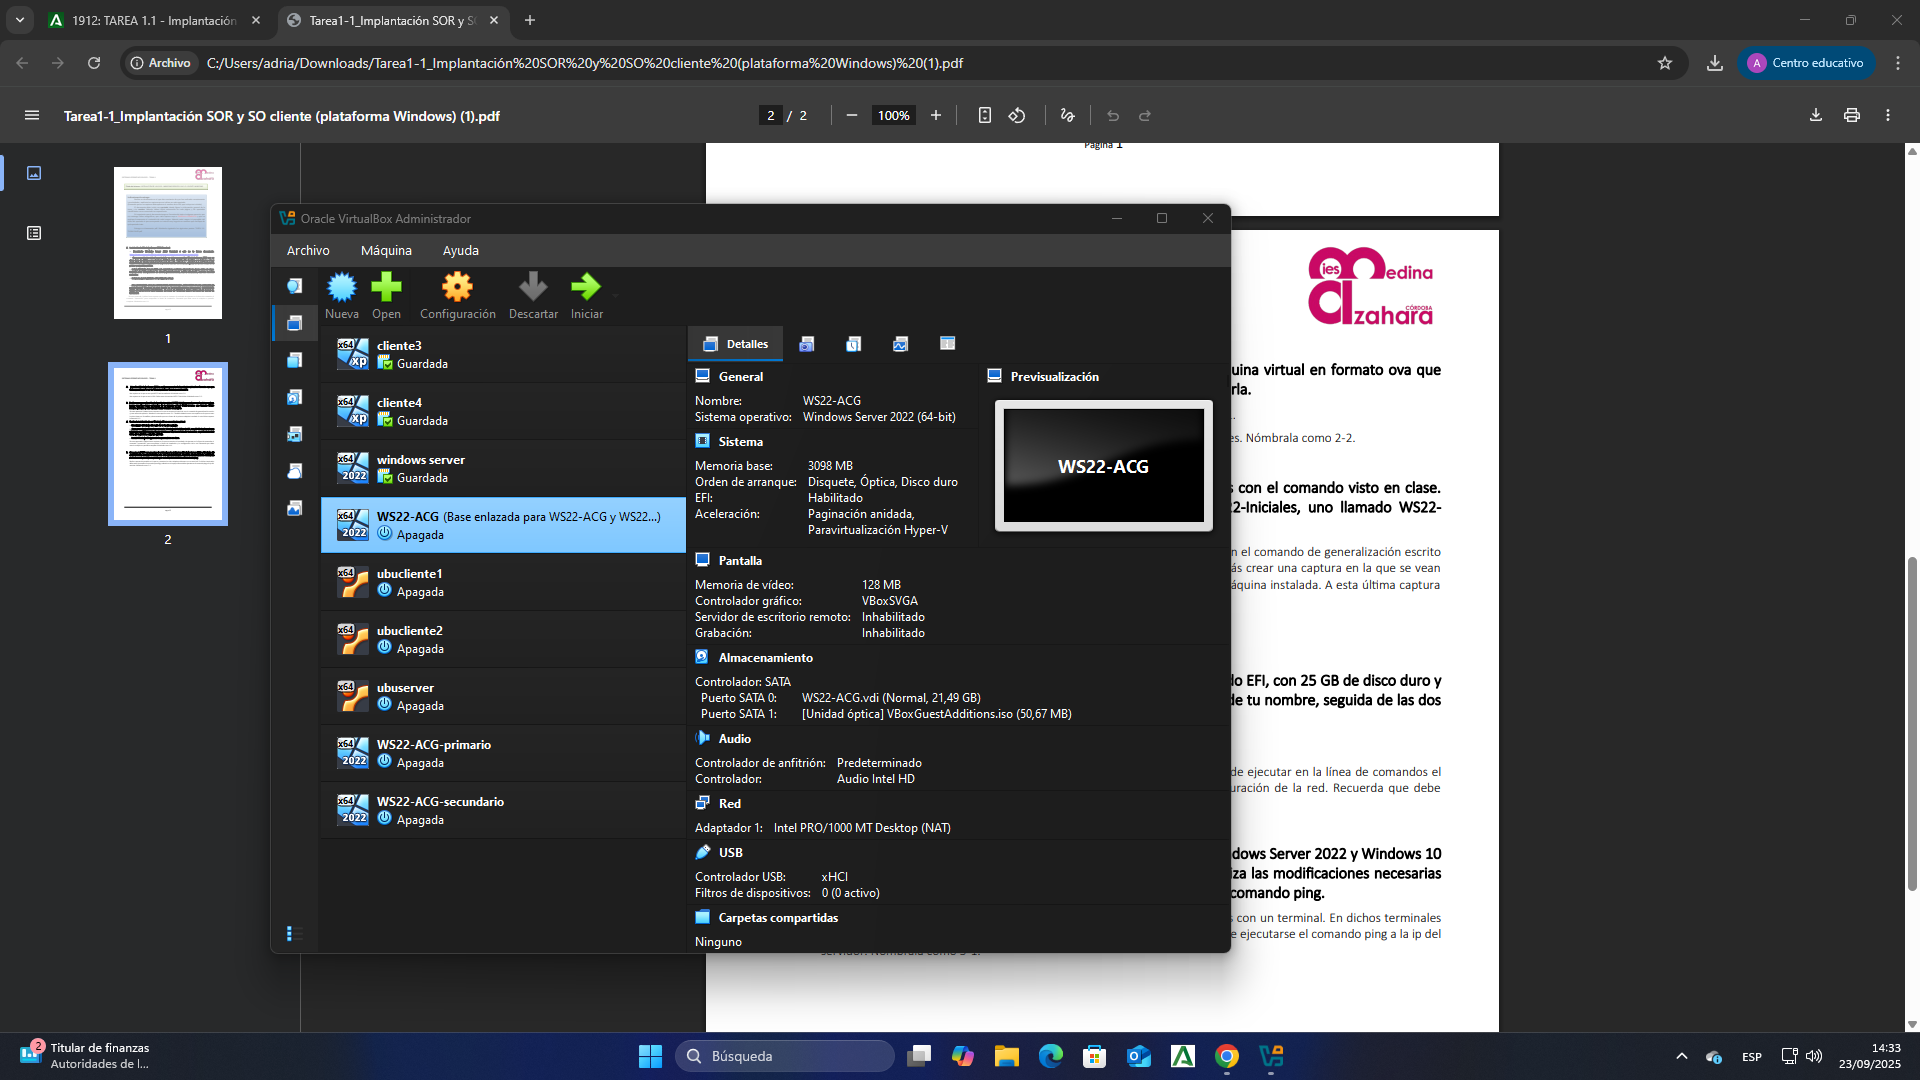 1912: TAREA 1.1 - Implantación
Tarea1-1_Implantación SOR y S
Archivo
C:/Users/adria/Downloads/Tarea1-1_Implantación%20SOR%20y%20SO%20cliente%20(plataforma%20Windows)%20(1).pdf
A
Centro educativo
Tarea1-1_Implantación SOR y SO cliente (plataforma Windows) (1).pdf
2 / 2
100%
Página 1
1
2
Oracle VirtualBox Administrador
Archivo Máquina Ayuda
Nueva Open Configuración Descartar Iniciar
cliente3
Guardada
cliente4
Guardada
windows server
Guardada
WS22-ACG (Base enlazada para WS22-ACG y WS22...)
Apagada
ubucliente1
Apagada
ubucliente2
Apagada
ubuserver
Apagada
WS22-ACG-primario
Apagada
WS22-ACG-secundario
Apagada
Detalles
General
Nombre: WS22-ACG
Sistema operativo: Windows Server 2022 (64-bit)
Sistema
Memoria base: 3098 MB
Orden de arranque: Disquete, Óptica, Disco duro
EFI: Habilitado
Aceleración: Paginación anidada,
Paravirtualización Hyper-V
Previsualización
WS22-ACG
Pantalla
Memoria de vídeo: 128 MB
Controlador gráfico: VBoxSVGA
Servidor de escritorio remoto: Inhabilitado
Grabación: Inhabilitado
Almacenamiento
Controlador: SATA
Puerto SATA 0: WS22-ACG.vdi (Normal, 21,49 GB)
Puerto SATA 1: [Unidad óptica] VBoxGuestAdditions.iso (50,67 MB)
Audio
Controlador de anfitrión: Predeterminado
Controlador: Audio Intel HD
Red
Adaptador 1: Intel PRO/1000 MT Desktop (NAT)
USB
Controlador USB: xHCI
Filtros de dispositivos: 0 (0 activo)
Carpetas compartidas
Ninguno
ies medina
azahara
CÓRDOBA
uina virtual en formato ova que
rla.
es. Nómbrala como 2-2.
s con el comando visto en clase.
22-Iniciales, uno llamado WS22-
n el comando de generalización escrito
ás crear una captura en la que se vean
áquina instalada. A esta última captura
do EFI, con 25 GB de disco duro y
de tu nombre, seguida de las dos
de ejecutar en la línea de comandos el
uración de la red. Recuerda que debe
dows Server 2022 y Windows 10
iza las modificaciones necesarias
comando ping.
s con un terminal. En dichos terminales
e ejecutarse el comando ping a la ip del
2
Titular de finanzas
Autoridades de l...
Búsqueda
ESP
14:33
23/09/2025